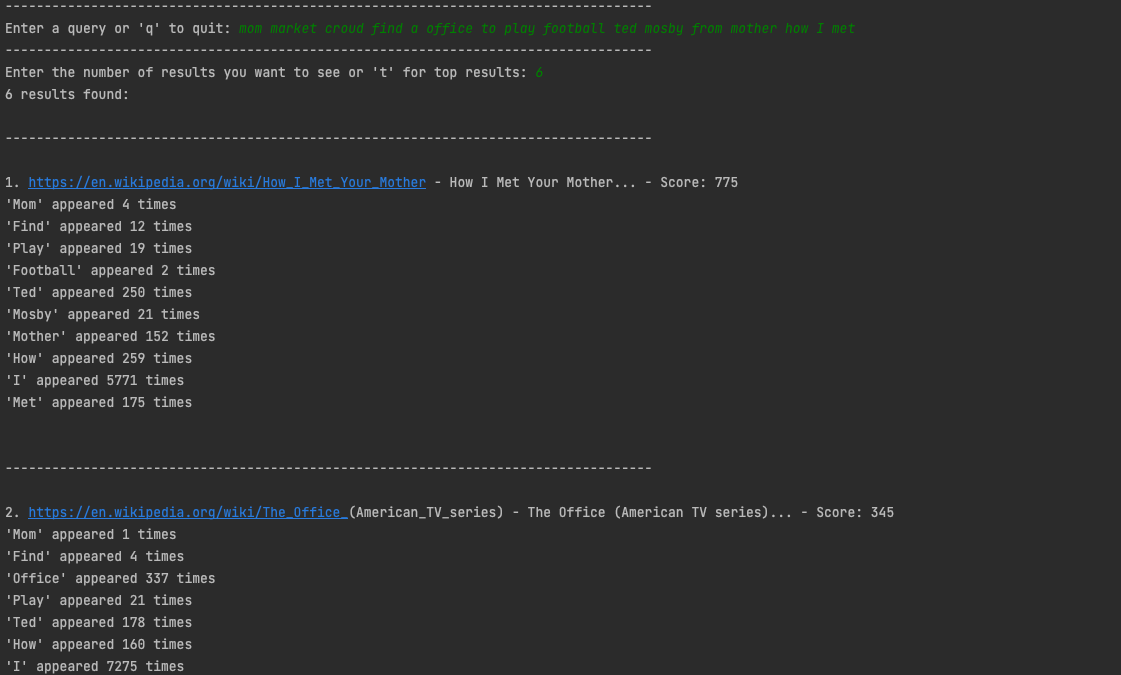 --------------------------------------------------------------------------------
Enter a query or 'q' to quit: mom market croud find a office to play football ted mosby from mother how I met
--------------------------------------------------------------------------------
Enter the number of results you want to see or 't' for top results: 6
6 results found:
--------------------------------------------------------------------------------
1. https://en.wikipedia.org/wiki/How_I_Met_Your_Mother - How I Met Your Mother... - Score: 775
'Mom' appeared 4 times
'Find' appeared 12 times
'Play' appeared 19 times
'Football' appeared 2 times
'Ted' appeared 250 times
'Mosby' appeared 21 times
'Mother' appeared 152 times
'How' appeared 259 times
'I' appeared 5771 times
'Met' appeared 175 times
--------------------------------------------------------------------------------
2. https://en.wikipedia.org/wiki/The_Office_(American_TV_series) - The Office (American TV series)... - Score: 345
'Mom' appeared 1 times
'Find' appeared 4 times
'Office' appeared 337 times
'Play' appeared 21 times
'Ted' appeared 178 times
'How' appeared 160 times
'I' appeared 7275 times